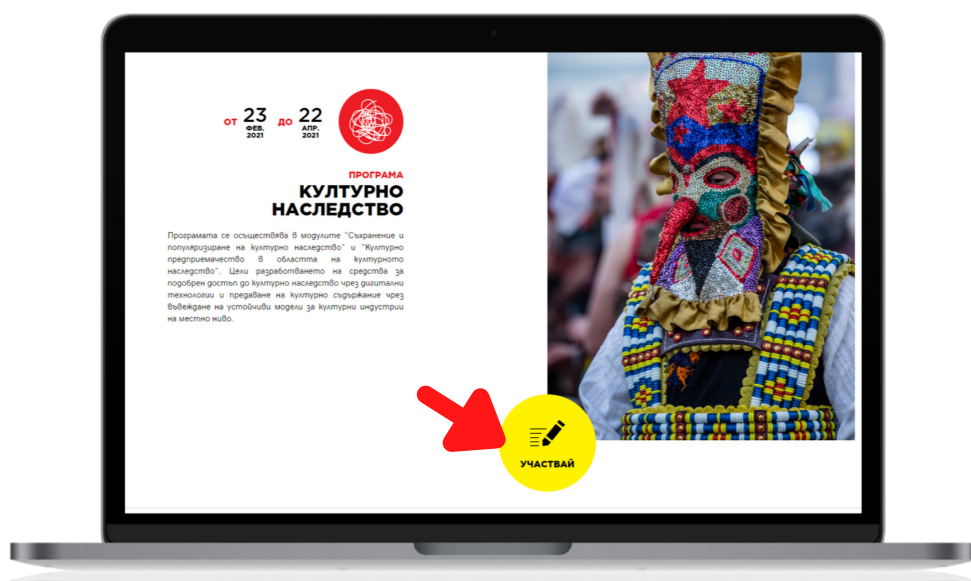 от 23 до 22
ФЕВ. АПР.
2021 2021
ПРОГРАМА
КУЛТУРНО
НАСЛЕДСТВО
Програмата се осъществява в модулите "Съхранение и
популяризиране на културно наследство" и "Културно
предприемачество в областта на културното
наследство". Цели разработването на средства за
подобрен достъп до културно наследство чрез дигитални
технологии и предаване на културно съдържание чрез
въвеждане на устойчиви модели за културни индустрии
на местно ниво.
УЧАСТВАЙ